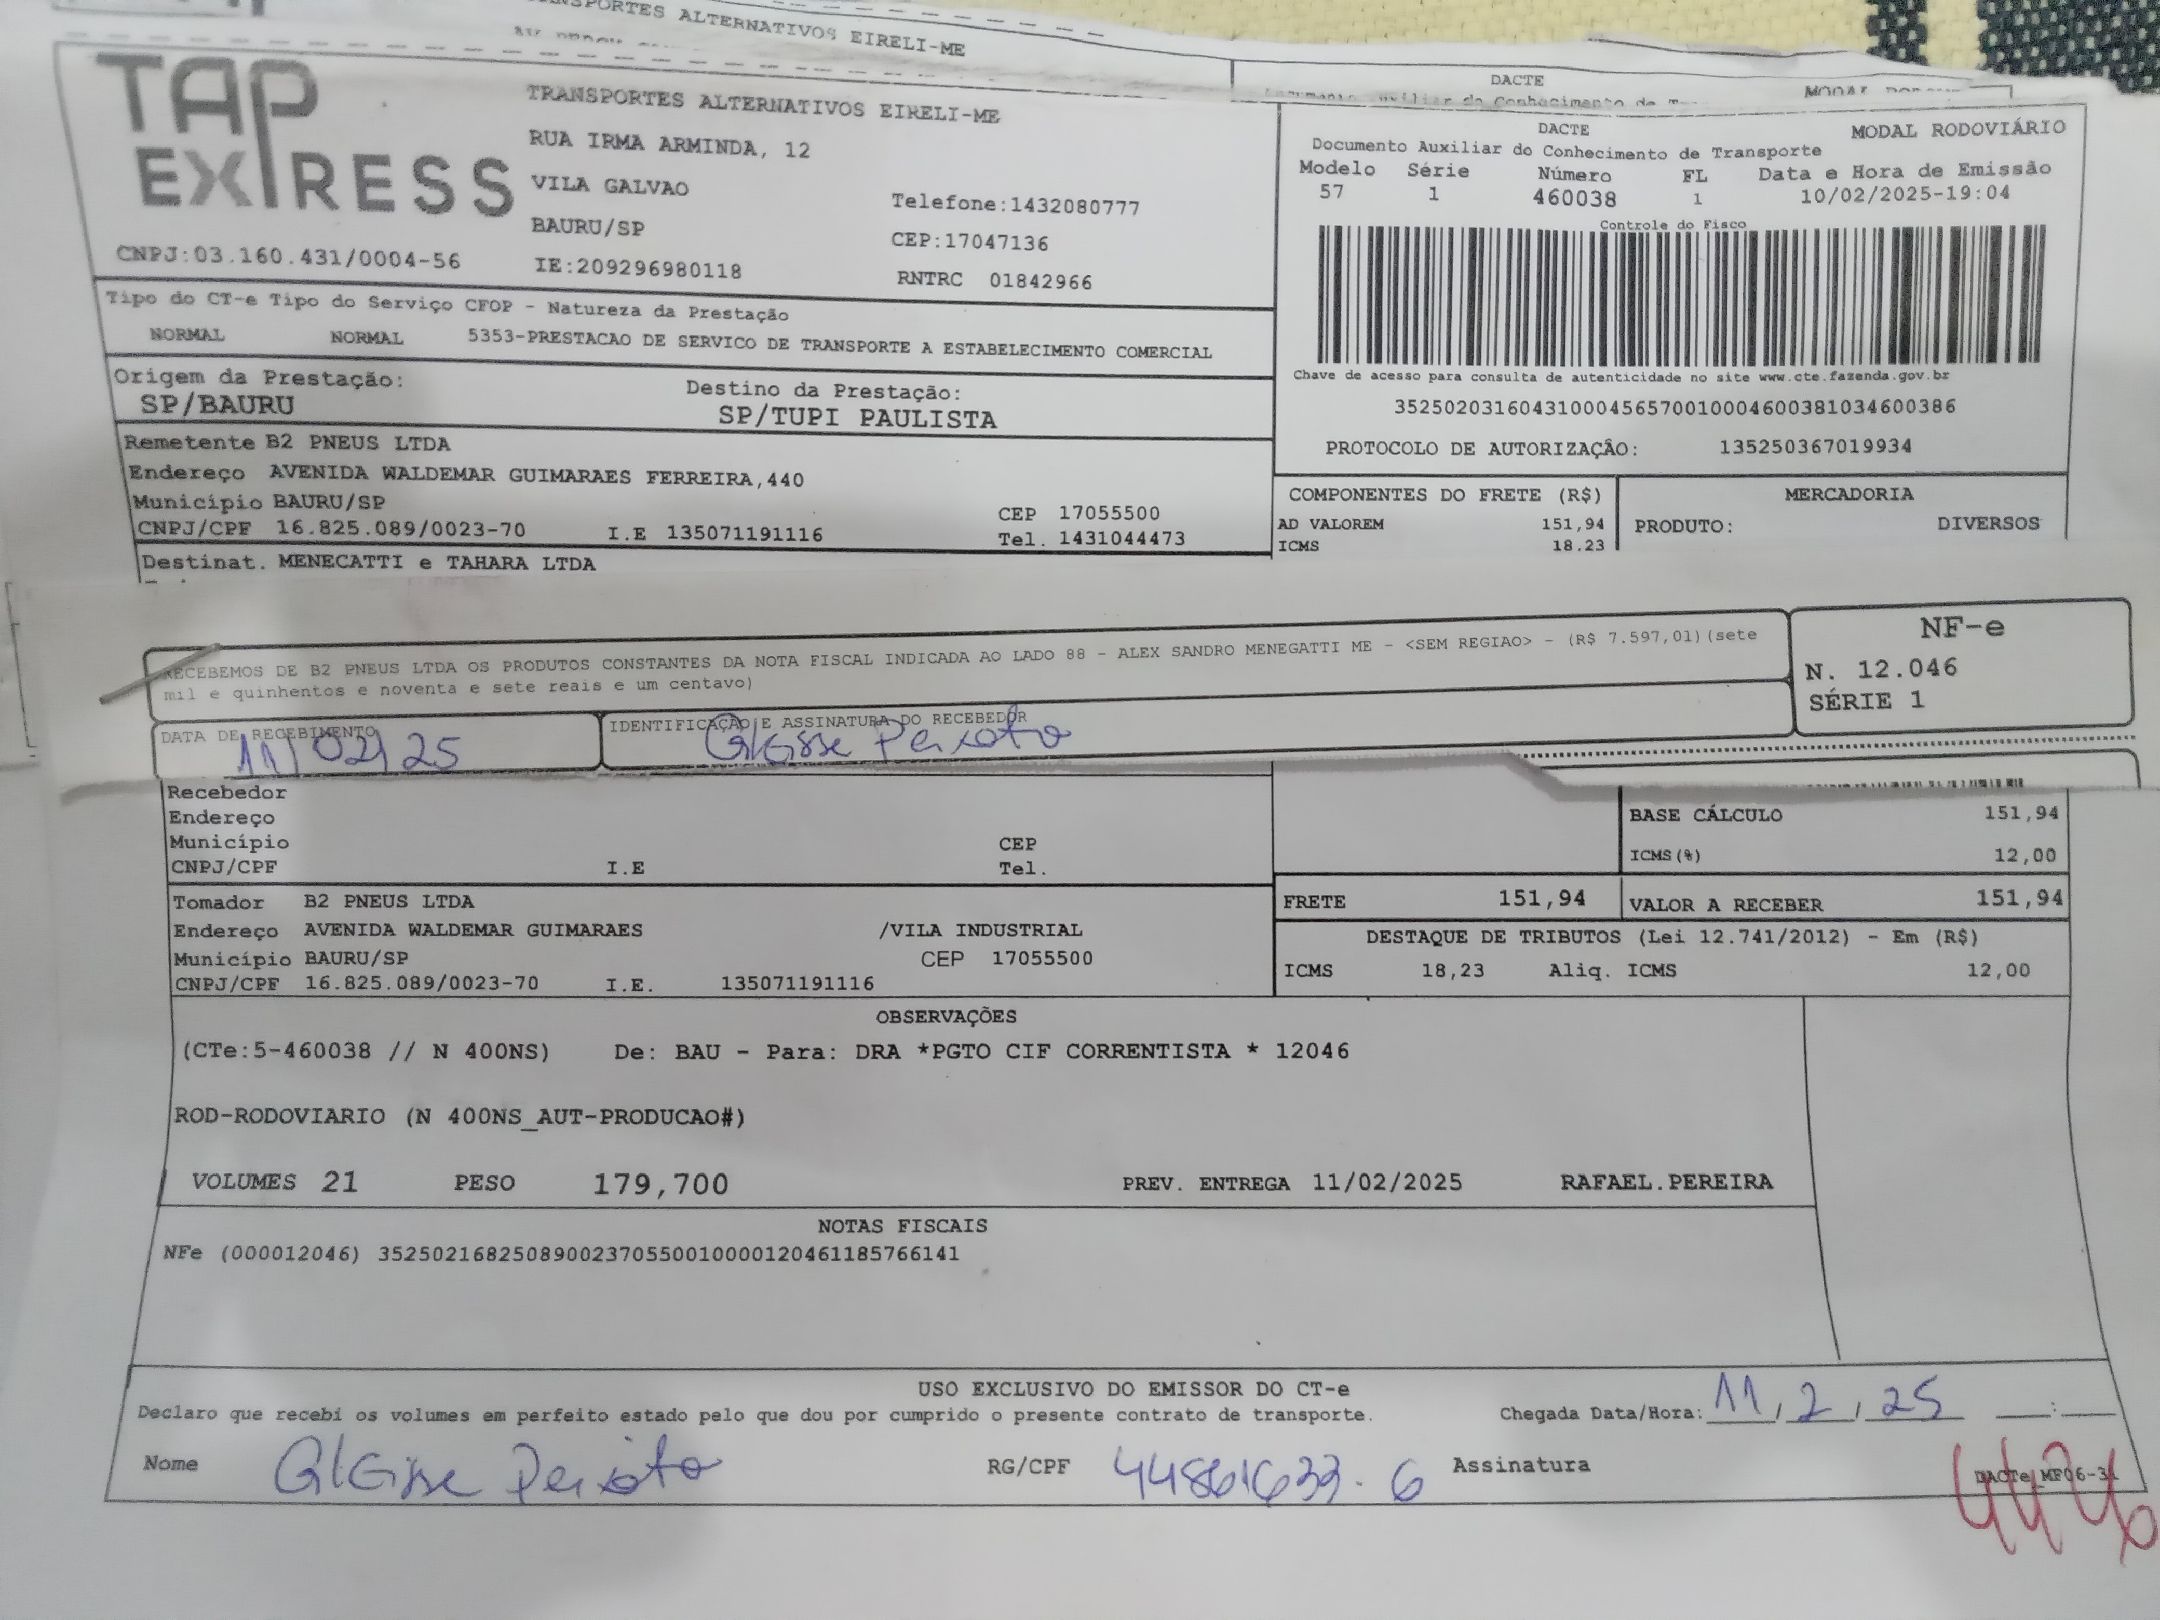 TRANSPORTES ALTERNATIVOS EIRELI-ME
DACTE
TAP EXPRESS
TRANSPORTES ALTERNATIVOS EIRELI-ME
RUA IRMA ARMINDA, 12
VILA GALVAO
Telefone:1432080777
BAURU/SP
CEP:17047136
CNPJ:03.160.431/0004-56
IE:209296980118
RNTRC 01842966
DACTE MODAL RODOVIÁRIO
Documento Auxiliar do Conhecimento de Transporte
Modelo Série Número FL Data e Hora de Emissão
57 1 460038 1 10/02/2025-19:04
Controle do Fisco
Chave de acesso para consulta de autenticidade no site www.cte.fazenda.gov.br
35250203160431000456570010004600381034600386
PROTOCOLO DE AUTORIZAÇÂO: 135250367019934
Tipo do CT-e Tipo do Serviço CFOP - Natureza da Prestação
NORMAL NORMAL 5353-PRESTACAO DE SERVICO DE TRANSPORTE A ESTABELECIMENTO COMERCIAL
Origem da Prestação: Destino da Prestação:
SP/BAURU SP/TUPI PAULISTA
Remetente B2 PNEUS LTDA
Endereço AVENIDA WALDEMAR GUIMARAES FERREIRA,440
Município BAURU/SP CEP 17055500
CNPJ/CPF 16.825.089/0023-70 I.E 135071191116 Tel. 1431044473
COMPONENTES DO FRETE (R$) MERCADORIA
AD VALOREM 151,94 PRODUTO: DIVERSOS
ICMS 18.23
Destinat. MENECATTI e TAHARA LTDA
RECEBEMOS DE B2 PNEUS LTDA OS PRODUTOS CONSTANTES DA NOTA FISCAL INDICADA AO LADO 88 - ALEX SANDRO MENEGATTI ME - <SEM REGIAO> - (R$ 7.597,01)(sete
mil e quinhentos e noventa e sete reais e um centavo)
NF-e
N. 12.046
SÉRIE 1
DATA DE RECEBIMENTO IDENTIFICAÇÃO E ASSINATURA DO RECEBEDOR
11/02/25 Peixoto
Recebedor
Endereço
Município CEP
CNPJ/CPF I.E Tel.
BASE CÁLCULO 151,94
ICMS(%) 12,00
FRETE 151,94 VALOR A RECEBER 151,94
Tomador B2 PNEUS LTDA
Endereço AVENIDA WALDEMAR GUIMARAES /VILA INDUSTRIAL
Município BAURU/SP CEP 17055500
CNPJ/CPF 16.825.089/0023-70 I.E. 135071191116
DESTAQUE DE TRIBUTOS (Lei 12.741/2012) - Em (R$)
ICMS 18,23 Aliq. ICMS 12,00
OBSERVAÇÕES
(CTe:5-460038 // N 400NS) De: BAU - Para: DRA *PGTO CIF CORRENTISTA * 12046
ROD-RODOVIARIO (N 400NS_AUT-PRODUCAO#)
VOLUMES 21 PESO 179,700 PREV. ENTREGA 11/02/2025 RAFAEL.PEREIRA
NOTAS FISCAIS
NFe (000012046) 35250216825089002370550010000120461185766141
USO EXCLUSIVO DO EMISSOR DO CT-e
Declaro que recebi os volumes em perfeito estado pelo que dou por cumprido o presente contrato de transporte. Chegada Data/Hora: 11/2/25 __:__
Nome Peixoto RG/CPF Assinatura